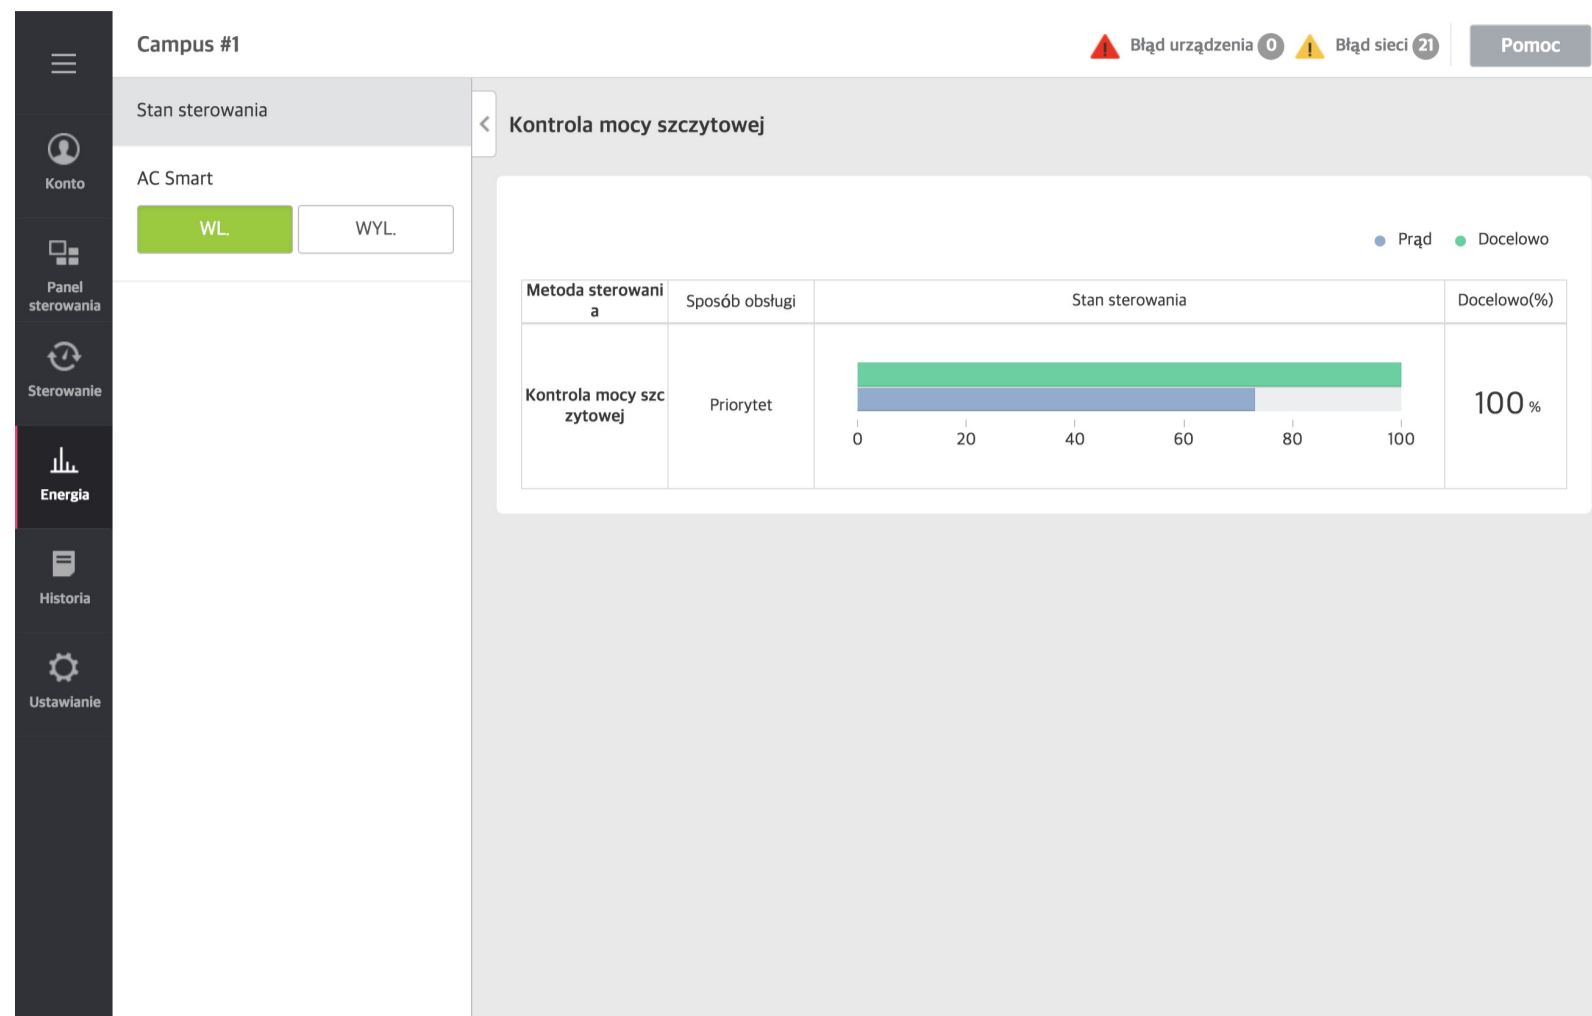 Campus #1
Błąd urządzenia 0
Błąd sieci 21
Pomoc
Konto
Panel
sterowania
Sterowanie
Energia
Historia
Ustawianie
Stan sterowania
AC Smart
WL.
WYL.
Kontrola mocy szczytowej
Prąd
Docelowo
Metoda sterowani
a
Sposób obsługi
Stan sterowania
Docelowo(%)
Kontrola mocy szc
zytowej
Priorytet
0 20 40 60 80 100
100 %